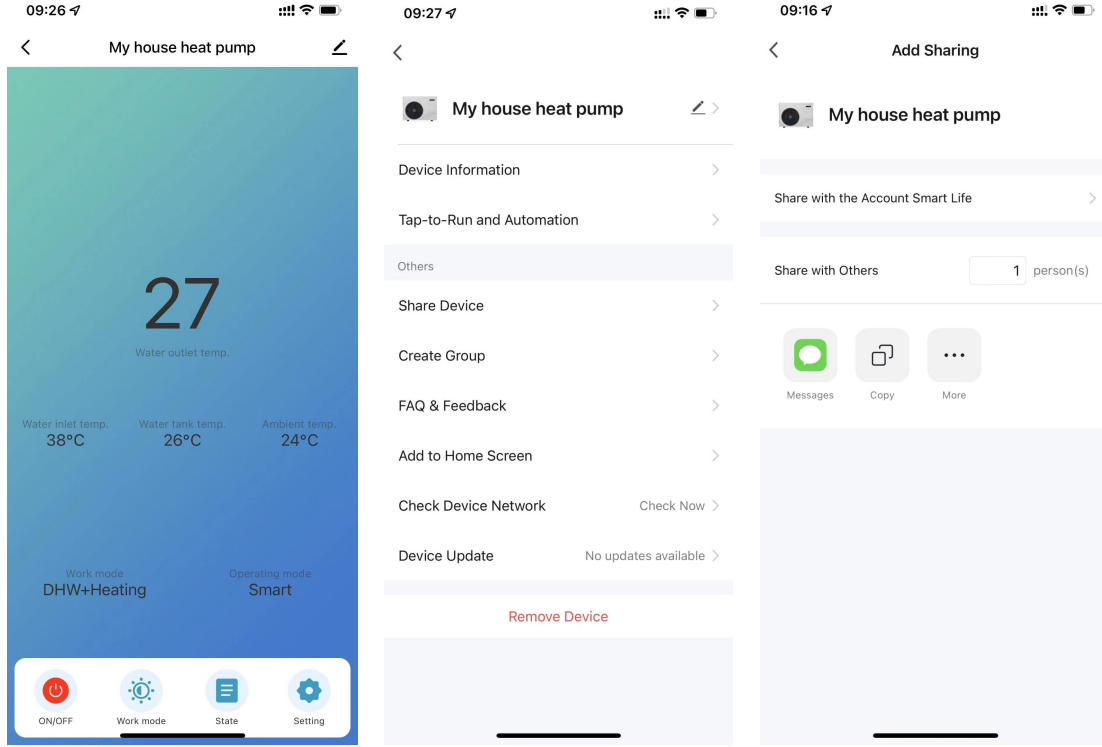 09:26
My house heat pump
27
Water outlet temp.
Water inlet temp. Water tank temp. Ambient temp.
38°C 26°C 24°C
Work mode Operating mode
DHW+Heating Smart
ON/OFF Work mode State Setting
09:27
My house heat pump
Device Information
Tap-to-Run and Automation
Others
Share Device
Create Group
FAQ & Feedback
Add to Home Screen
Check Device Network Check Now
Device Update No updates available
Remove Device
09:16
Add Sharing
My house heat pump
Share with the Account Smart Life
Share with Others 1 person(s)
Messages Copy More